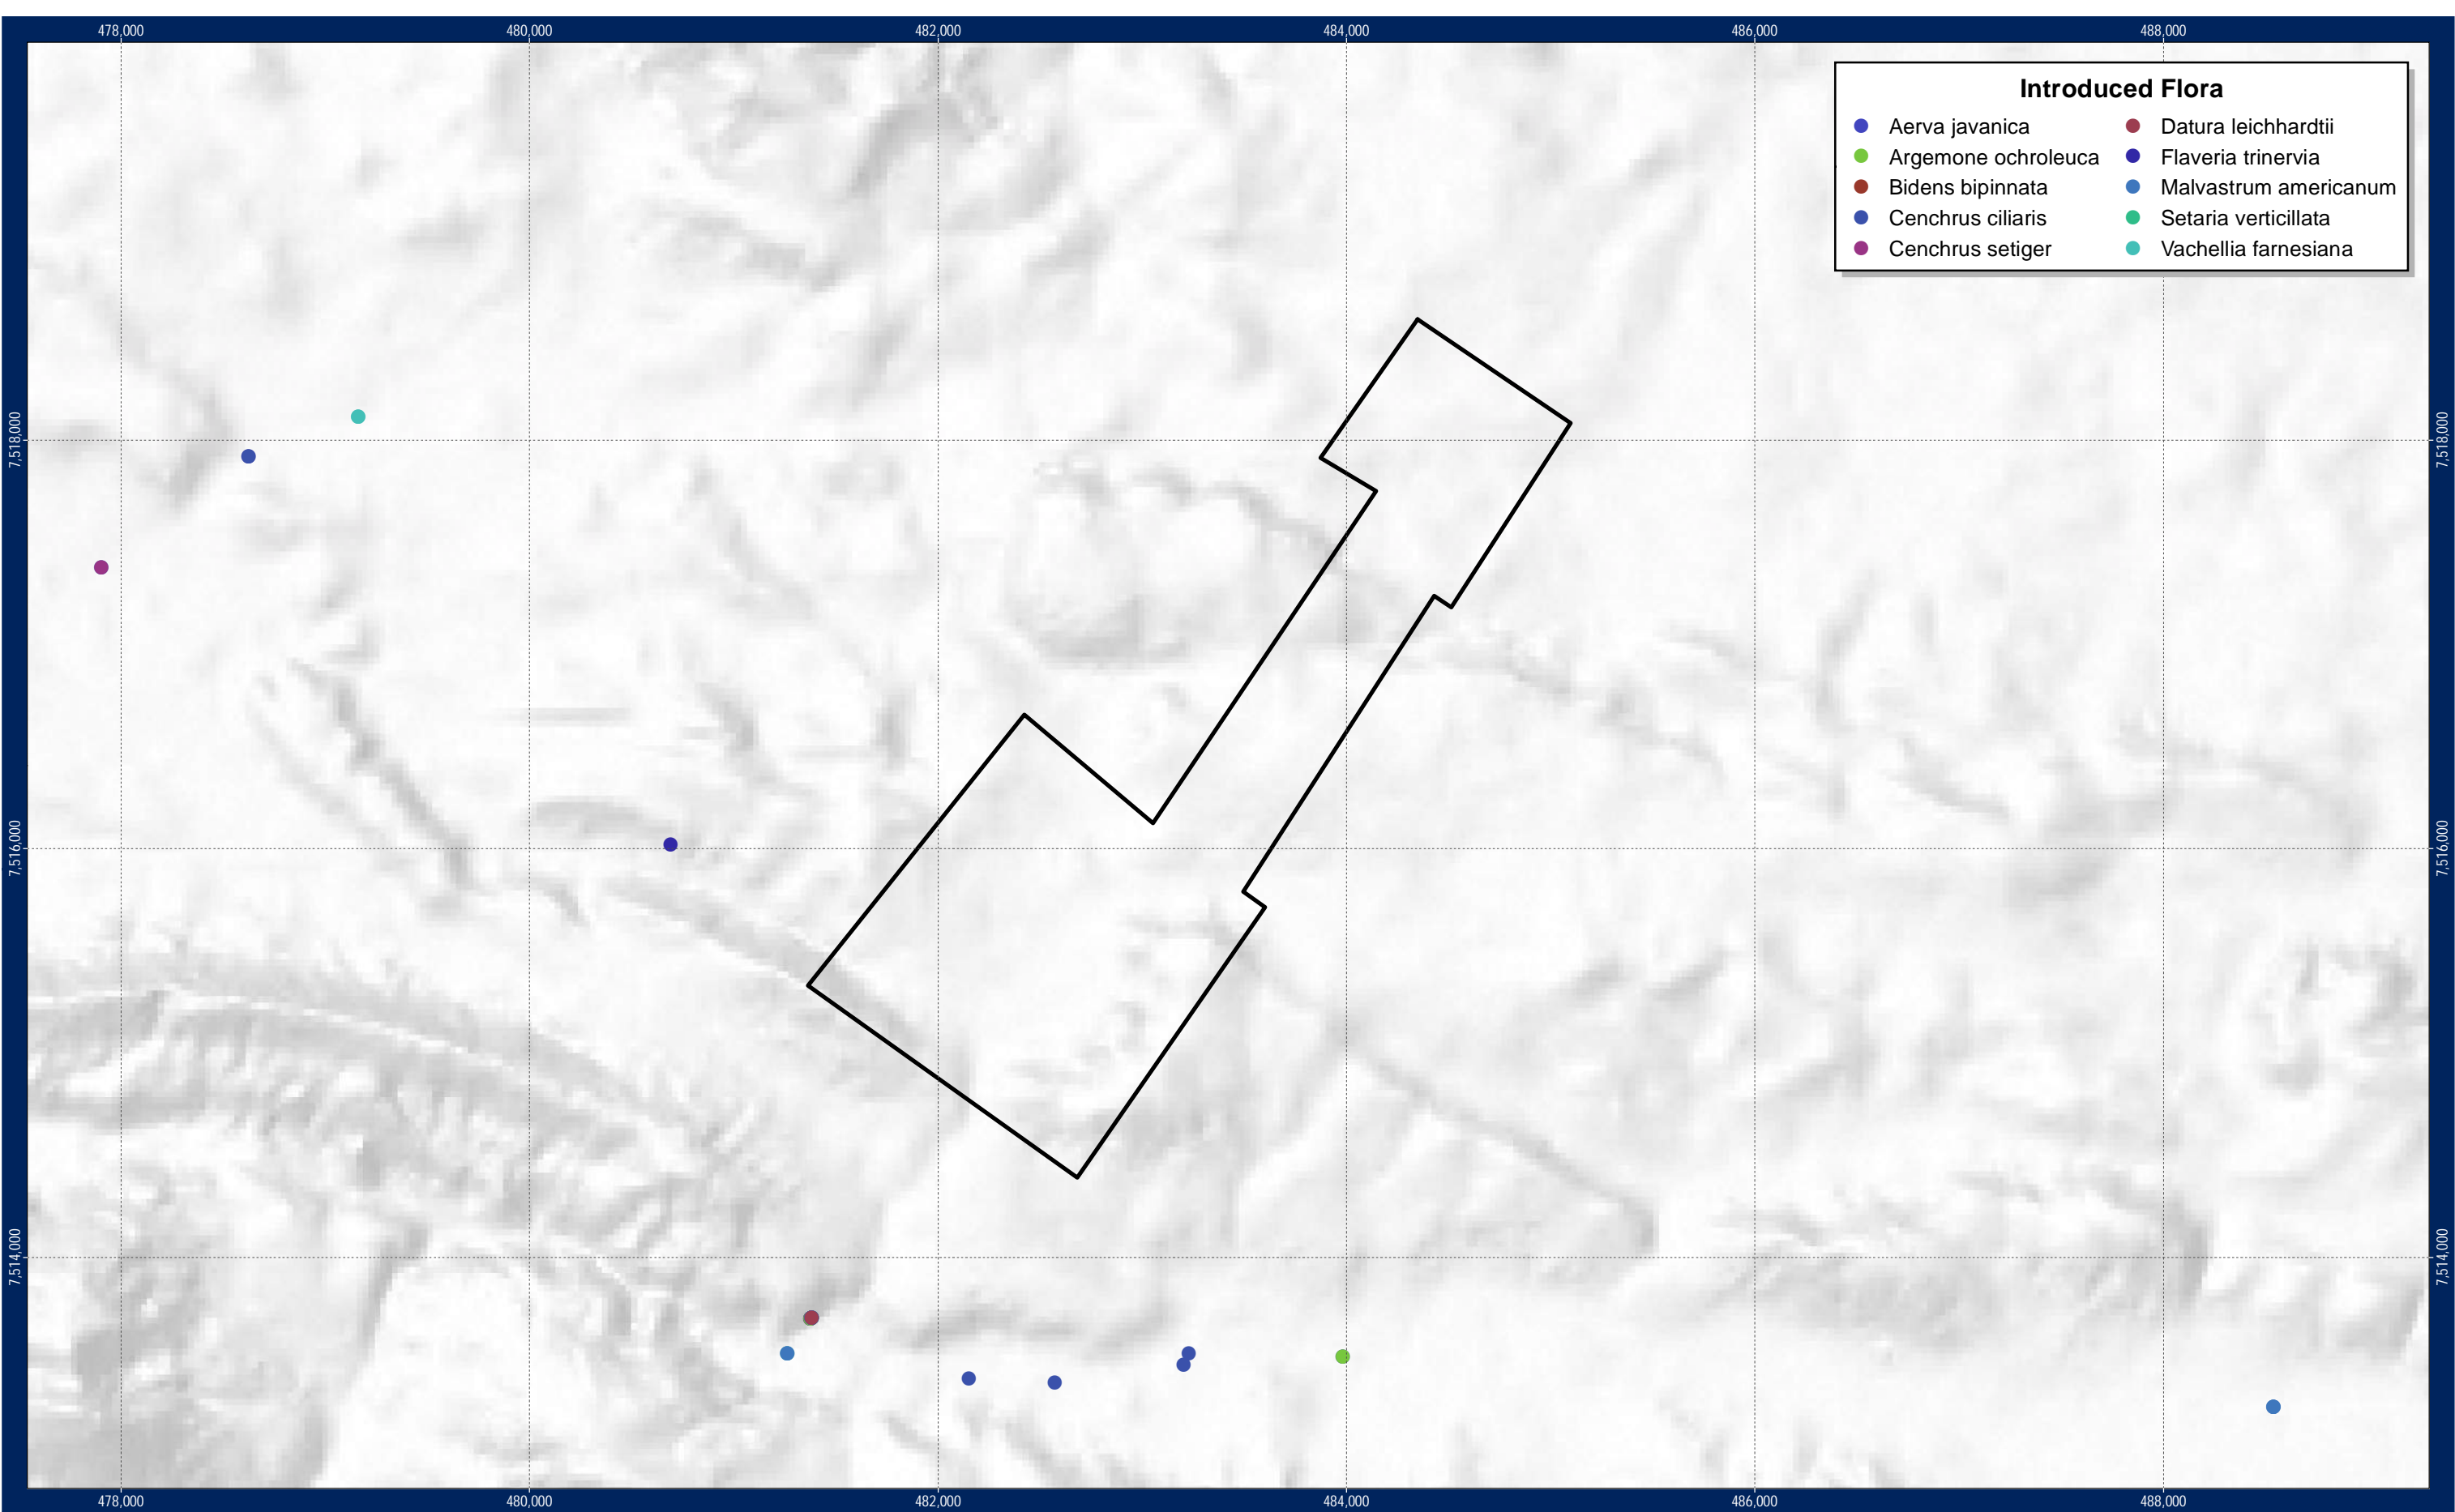 478,000 480,000 482,000 484,000 486,000 488,000
Introduced Flora
Aerva javanica Datura leichhardtii
Argemone ochroleuca Flaveria trinervia
Bidens bipinnata Malvastrum americanum
Cenchrus ciliaris Setaria verticillata
Cenchrus setiger Vachellia farnesiana
7,518,000 7,518,000
7,516,000 7,516,000
7,514,000 7,514,000
478,000 480,000 482,000 484,000 486,000 488,000